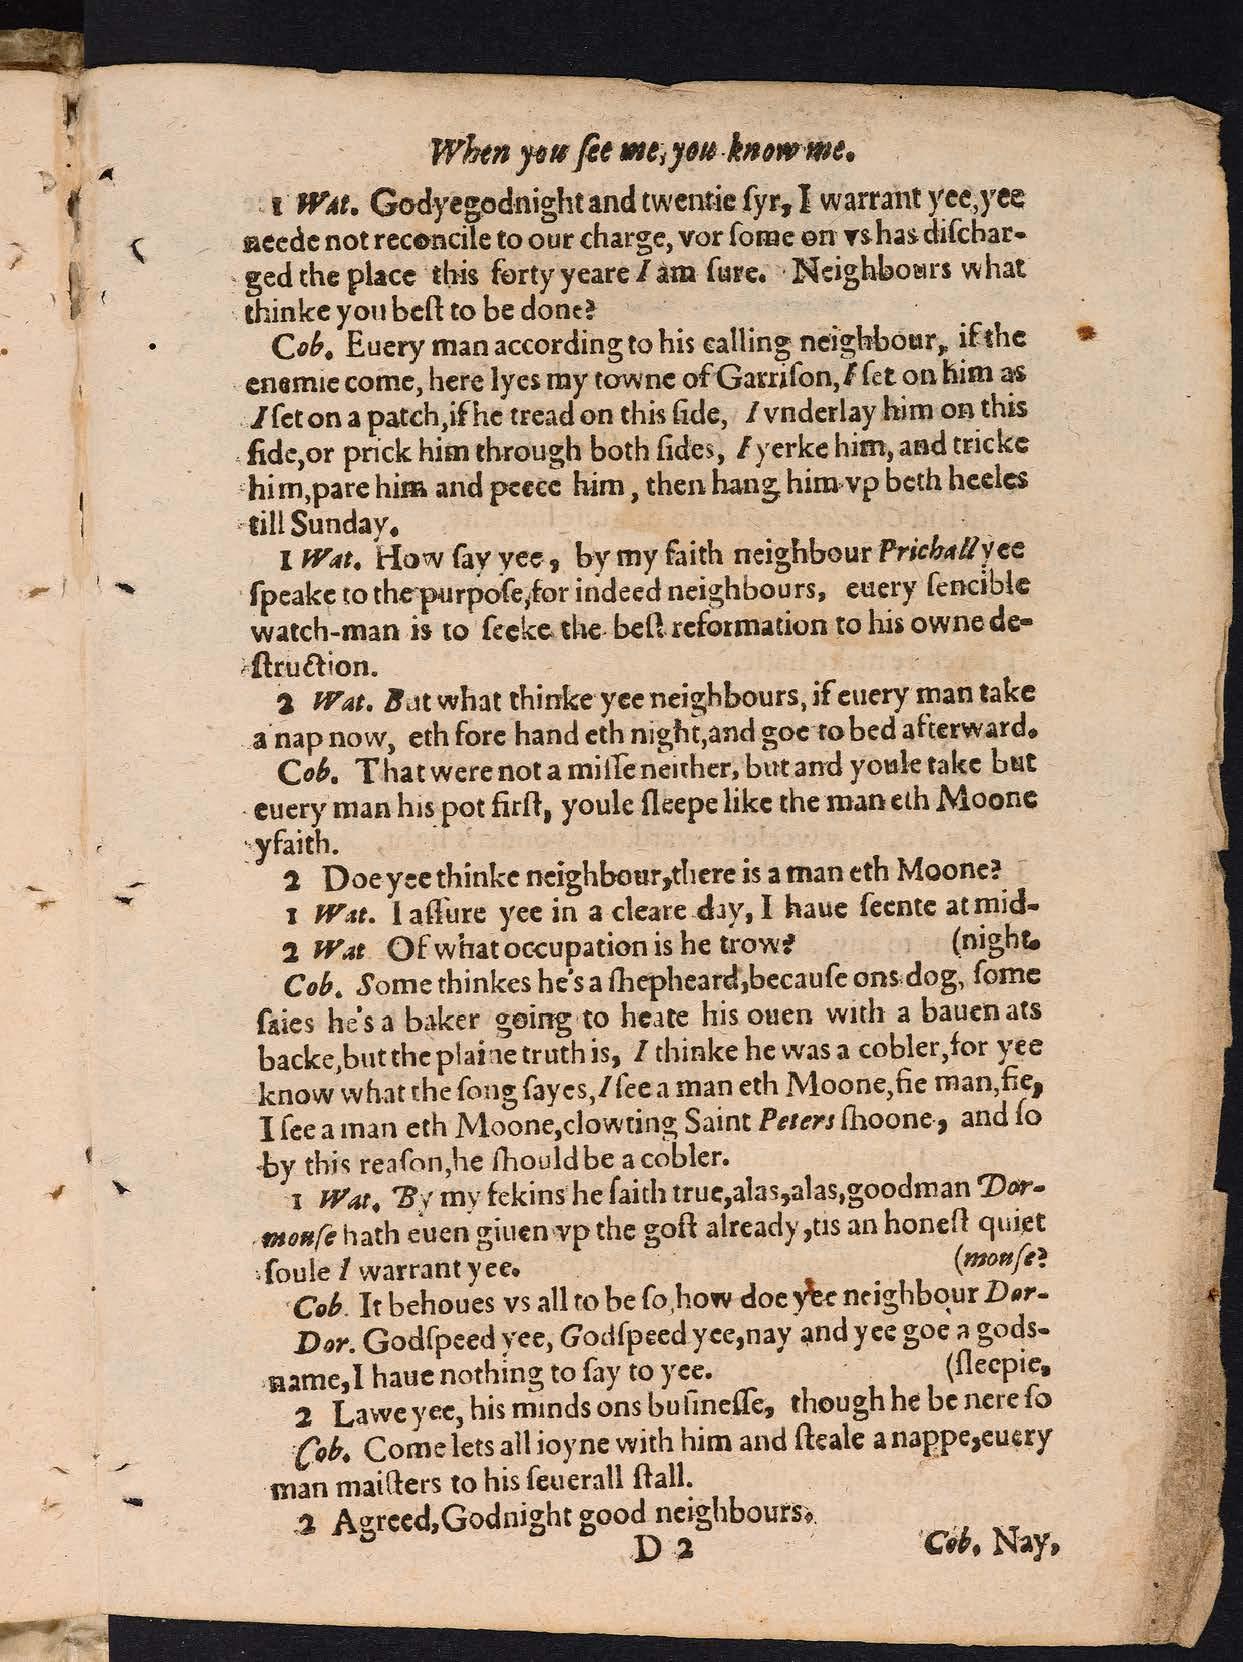 When you ſee me, you know me.
1 Wat. Godyegodnight and twentie ſyr, I warrant yee, yee
neede not reconcile to our charge, vor ſome on vs has diſchar-
ged the place this forty yeare I am ſure. Neighbours what
thinke you beſt to be done?
Cob. Euery man according to his calling neighbour, if the
enemie come, here lyes my towne of Garriſon, I ſet on him as
I ſet on a patch, if he tread on this ſide, I vnderlay him on this
ſide, or prick him through both ſides, I yerke him, and tricke
him, pare him and peece him, then hang him vp beth heeles
till Sunday.
1 Wat. How ſay yee, by my faith neighbour Prichall yee
ſpeake to the purpoſe, for indeed neighbours, euery ſencible
watch-man is to ſeeke the beſt reformation to his owne de-
ſtruction.
2 Wat. But what thinke yee neighbours, if euery man take
a nap now, eth fore hand eth night, and goe to bed afterward.
Cob. That were not a miſſe neither, but and youle take but
euery man his pot firſt, youle ſleepe like the man eth Moone
yfaith.
2 Doe yee thinke neighbour, there is a man eth Moone?
1 Wat. I aſſure yee in a cleare day, I haue ſeente at mid-
2 Wat Of what occupation is he trow? (night.
Cob. Some thinkes he's a ſhepheard, becauſe ons dog, ſome
ſaies he's a baker going to heate his ouen with a bauen ats
backe, but the plaine truth is, I thinke he was a cobler, for yee
know what the ſong ſayes, I ſee a man eth Moone, fie man, fie,
I ſee a man eth Moone, clowting Saint Peters ſhoone, and ſo
by this reaſon, he ſhould be a cobler.
1 Wat. By my fekins he ſaith true, alas, alas, goodman Dor-
mouſe hath euen giuen vp the goſt already, tis an honeſt quiet
ſoule I warrant yee. (mouſe?
Cob. It behoues vs all to be ſo, how doe yee neighbour Dor-
Dor. Godſpeed yee, Godſpeed yee, nay and yee goe a gods-
name, I haue nothing to ſay to yee. (ſleepie,
2 Lawe yee, his minds ons buſineſſe, though he be nere ſo
Cob. Come lets all ioyne with him and ſteale a nappe, euery
man maiſters to his ſeuerall ſtall.
2 Agreed, Godnight good neighbours.
D 2 Cob. Nay,